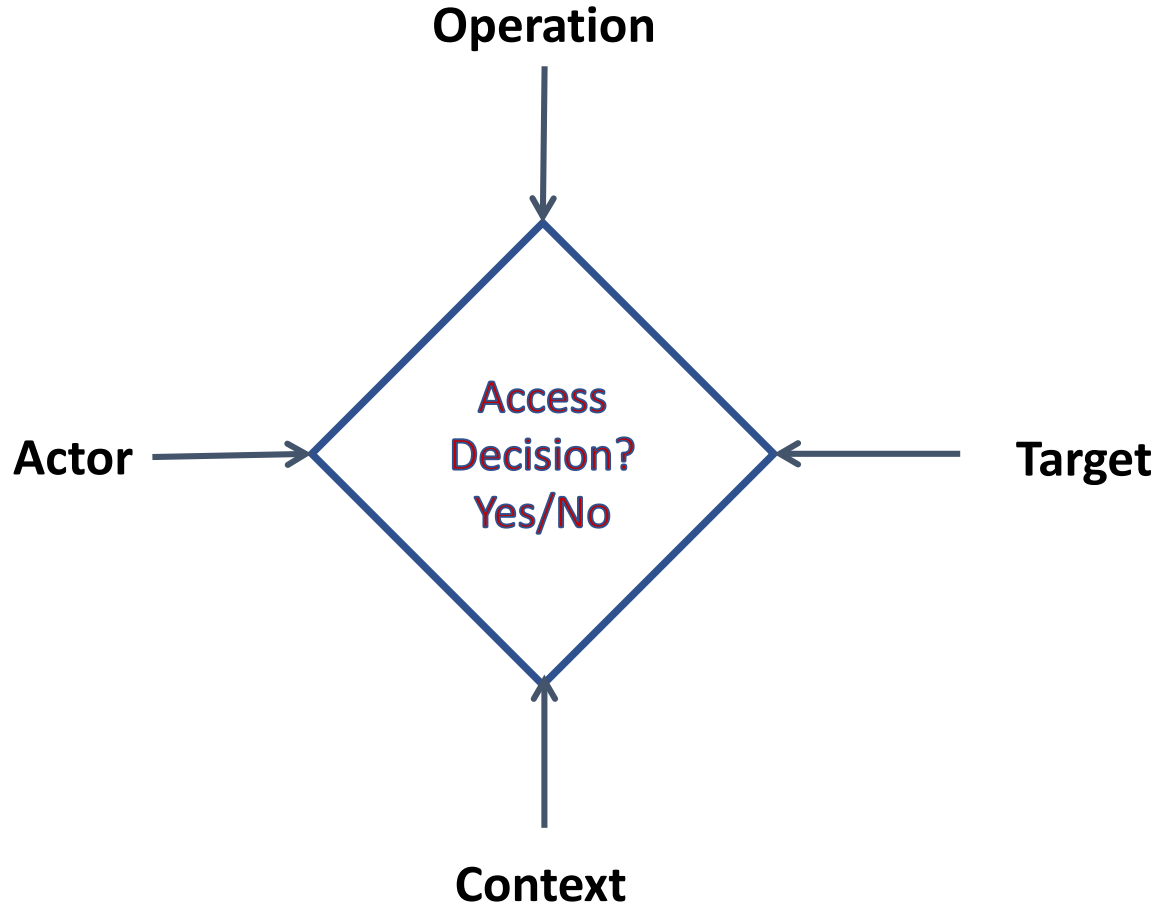 Operation
Access
Decision?
Actor
Target
Yes/No
Context